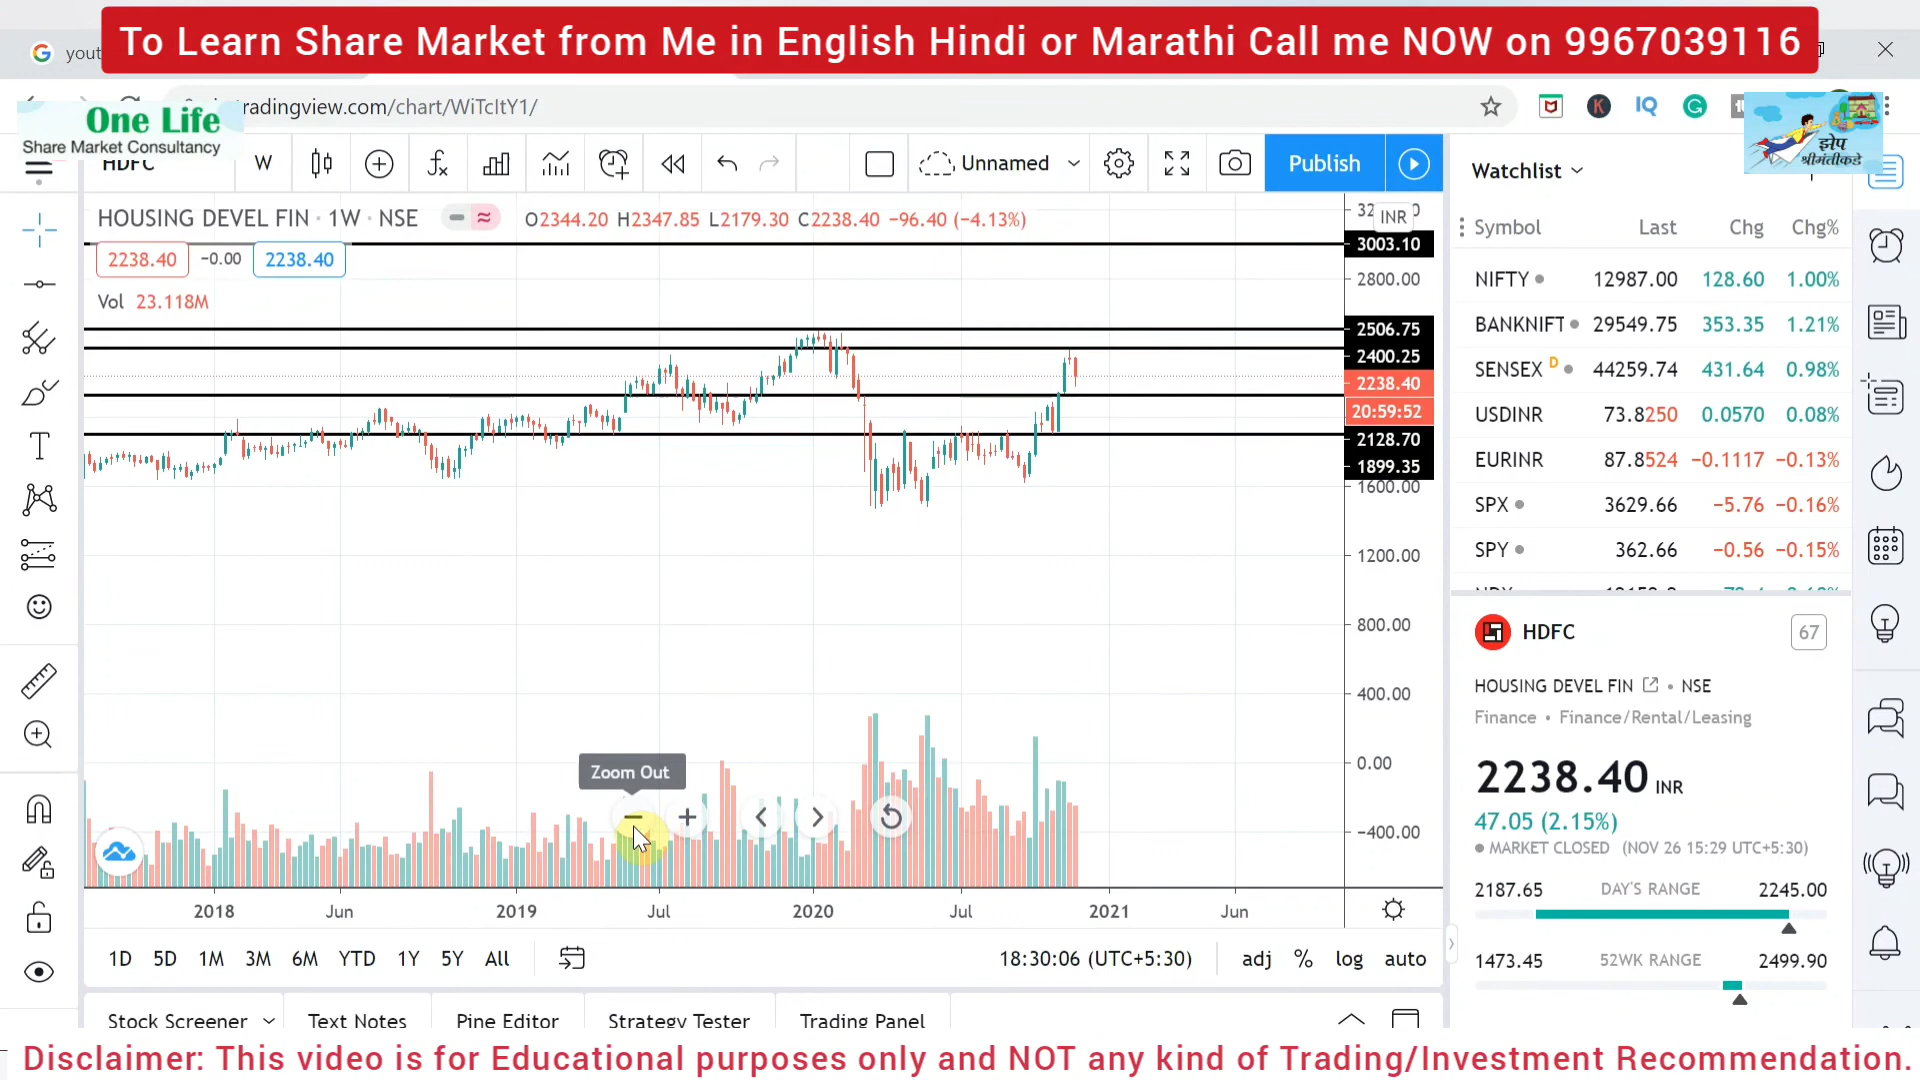 To Learn Share Market from Me in English Hindi or Marathi Call me NOW on 9967039116
yout
tradingview.com/chart/WiTcItY1/
One Life
Share Market Consultancy
झेप
श्रीमंतीकडे
HDFC
W
Unnamed
Publish
Watchlist
HOUSING DEVEL FIN · 1W · NSE
O2344.20 H2347.85 L2179.30 C2238.40 −96.40 (−4.13%)
INR
2238.40
−0.00
2238.40
Vol 23.118M
3003.10
2800.00
2506.75
2400.25
2238.40
20:59:52
2128.70
1899.35
1600.00
1200.00
800.00
400.00
0.00
−400.00
Zoom Out
2018 Jun 2019 Jul 2020 Jul 2021 Jun
1D 5D 1M 3M 6M YTD 1Y 5Y All
18:30:06 (UTC+5:30)
adj % log auto
Stock Screener
Text Notes
Pine Editor
Strategy Tester
Trading Panel
Symbol Last Chg Chg%
NIFTY 12987.00 128.60 1.00%
BANKNIFT 29549.75 353.35 1.21%
SENSEX D 44259.74 431.64 0.98%
USDINR 73.8250 0.0570 0.08%
EURINR 87.8524 −0.1117 −0.13%
SPX 3629.66 −5.76 −0.16%
SPY 362.66 −0.56 −0.15%
HDFC
67
HOUSING DEVEL FIN • NSE
Finance • Finance/Rental/Leasing
2238.40 INR
47.05 (2.15%)
MARKET CLOSED (NOV 26 15:29 UTC+5:30)
2187.65 DAY'S RANGE 2245.00
1473.45 52WK RANGE 2499.90
Disclaimer: This video is for Educational purposes only and NOT any kind of Trading/Investment Recommendation.